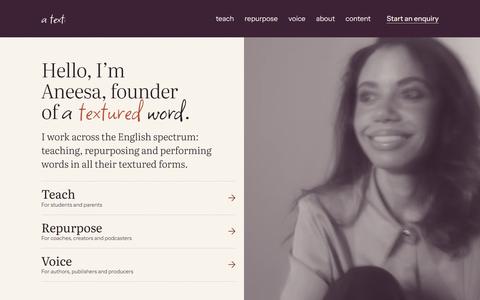 a text
teach repurpose voice about content Start an enquiry
Hello, I'm
Aneesa, founder
of a textured word.
I work across the English spectrum:
teaching, repurposing and performing
words in all their textured forms.
Teach
For students and parents
Repurpose
For coaches, creators and podcasters
Voice
For authors, publishers and producers